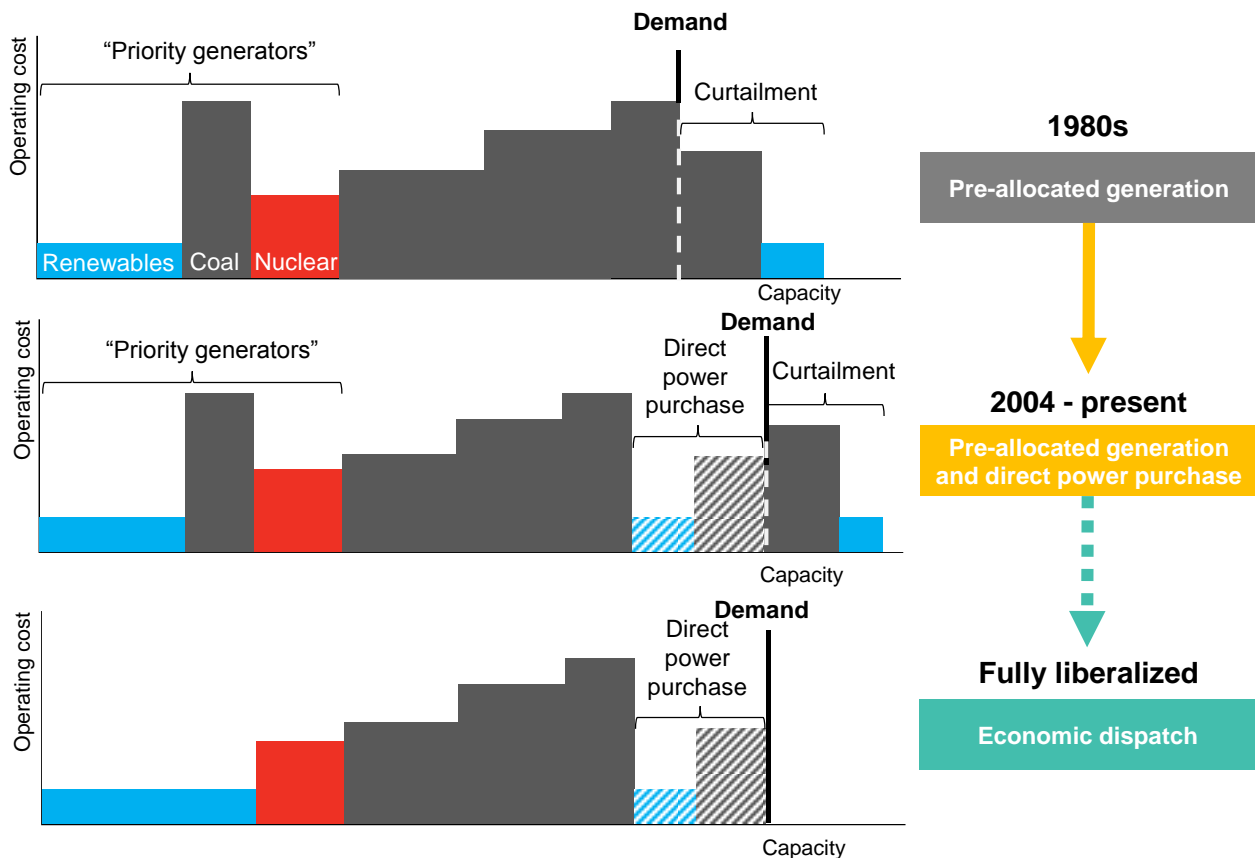 Demand
Operating cost
“Priority generators”
Curtailment
Renewables
Coal
Nuclear
Capacity
1980s
Pre-allocated generation
Demand
Operating cost
“Priority generators”
Direct
power
purchase
Curtailment
Capacity
2004 - present
Pre-allocated generation
and direct power purchase
Demand
Operating cost
Direct
power
purchase
Capacity
Fully liberalized
Economic dispatch